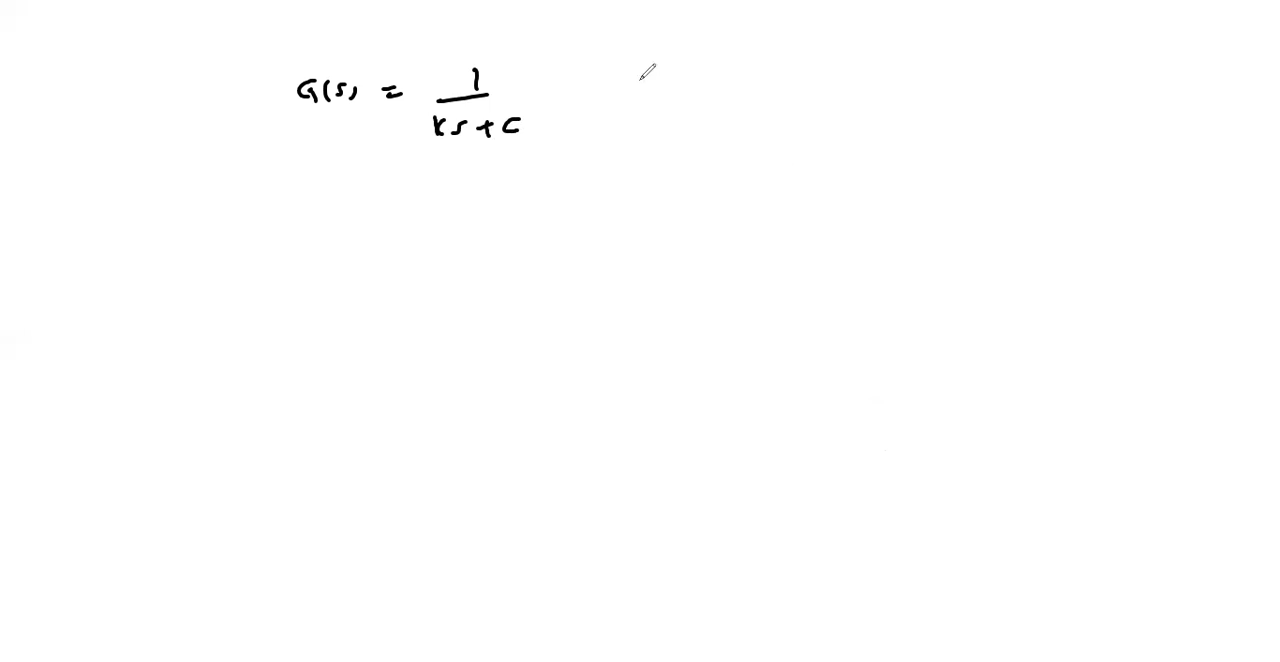 G(s) = 1
ks + c